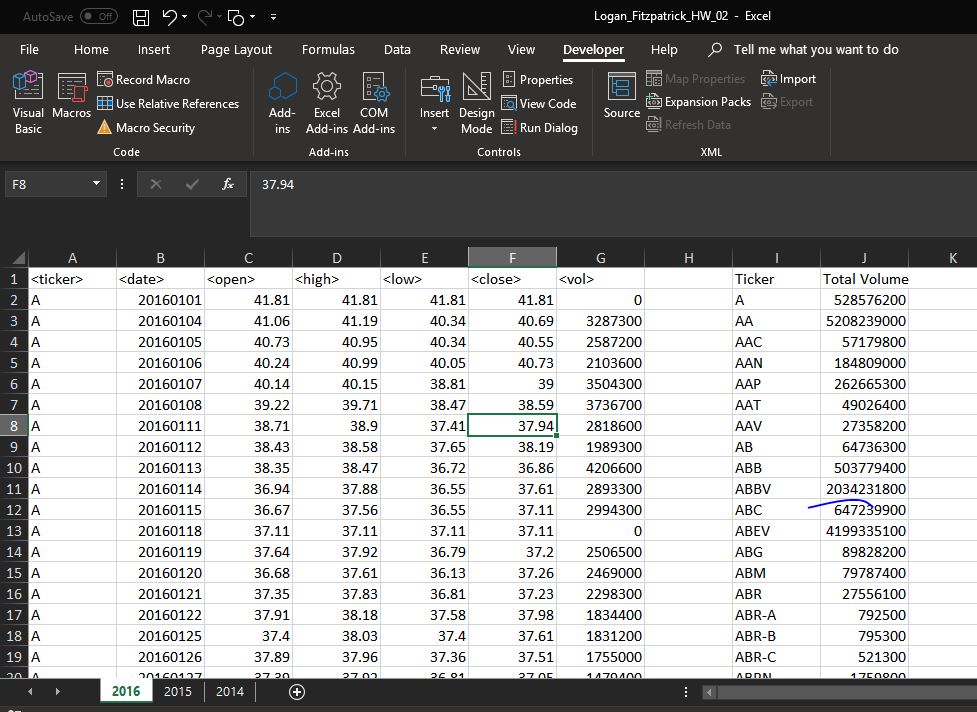 AutoSave Off Logan_Fitzpatrick_HW_02 - Excel
File Home Insert Page Layout Formulas Data Review View Developer Help Tell me what you want to do
Visual Basic Macros Record Macro Use Relative References Macro Security
Add-ins Excel Add-ins COM Add-ins
Insert Design Mode Properties View Code Run Dialog
Source Map Properties Expansion Packs Refresh Data Import Export
Code Add-ins Controls XML
F8 fx 37.94
A B C D E F G H I J K
1 <ticker> <date> <open> <high> <low> <close> <vol> Ticker Total Volume
2 A 20160101 41.81 41.81 41.81 41.81 0 A 528576200
3 A 20160104 41.06 41.19 40.34 40.69 3287300 AA 5208239000
4 A 20160105 40.73 40.95 40.34 40.55 2587200 AAC 57179800
5 A 20160106 40.24 40.99 40.05 40.73 2103600 AAN 184809000
6 A 20160107 40.14 40.15 38.81 39 3504300 AAP 262665300
7 A 20160108 39.22 39.71 38.47 38.59 3736700 AAT 49026400
8 A 20160111 38.71 38.9 37.41 37.94 2818600 AAV 27358200
9 A 20160112 38.43 38.58 37.65 38.19 1989300 AB 64736300
10 A 20160113 38.35 38.47 36.72 36.86 4206600 ABB 503779400
11 A 20160114 36.94 37.88 36.55 37.61 2893300 ABBV 2034231800
12 A 20160115 36.67 37.56 36.55 37.11 2994300 ABC 647239900
13 A 20160118 37.11 37.11 37.11 37.11 0 ABEV 4199335100
14 A 20160119 37.64 37.92 36.79 37.2 2506500 ABG 89828200
15 A 20160120 36.68 37.61 36.13 37.26 2469000 ABM 79787400
16 A 20160121 37.35 37.83 36.81 37.23 2298300 ABR 27556100
17 A 20160122 37.91 38.18 37.58 37.98 1834400 ABR-A 792500
18 A 20160125 37.4 38.03 37.4 37.61 1831200 ABR-B 795300
19 A 20160126 37.89 37.96 37.36 37.51 1755000 ABR-C 521300
20 A 20160127 37.39 37.92 36.81 37.05 1479400 ABRN 1759800
2016 2015 2014